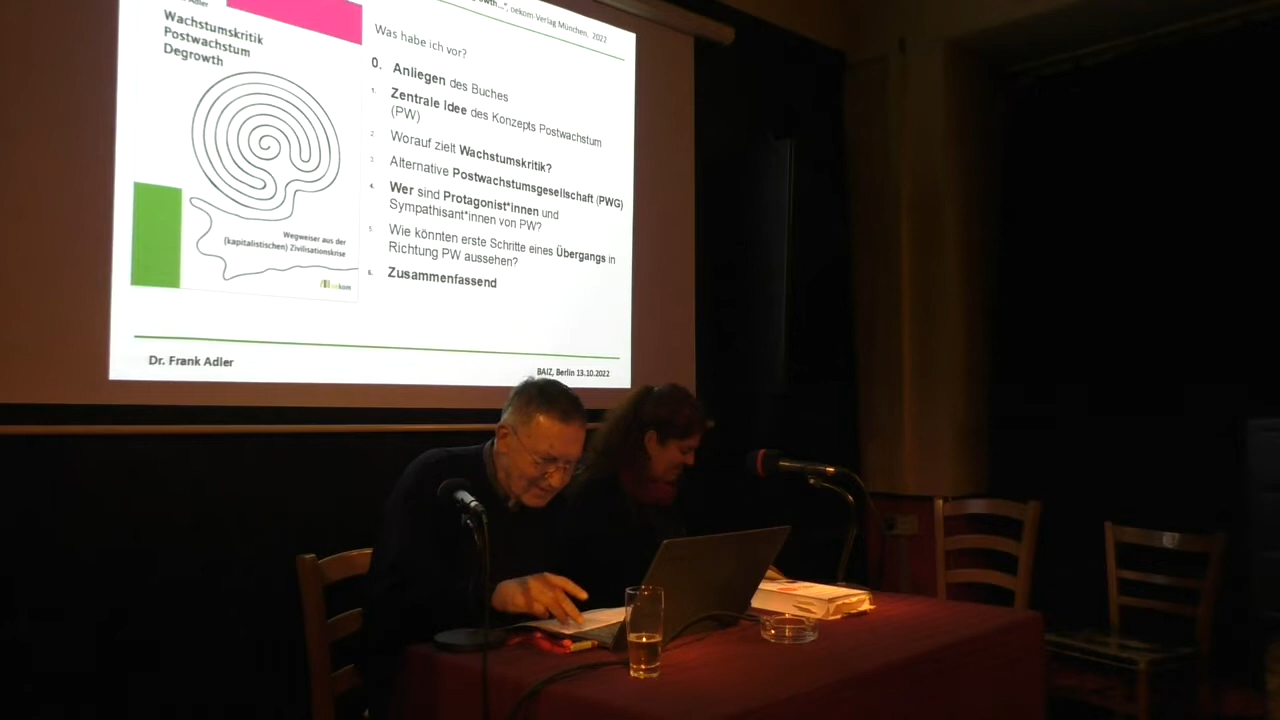 Adler
Wachstumskritik
Postwachstum
Degrowth
Wegweiser aus der
(kapitalistischen) Zivilisationskrise
oekom
oekom Verlag München, 2022
Was habe ich vor?
0. Anliegen des Buches
1. Zentrale Idee des Konzepts Postwachstum
(PW)
2. Worauf zielt Wachstumskritik?
3. Alternative Postwachstumsgesellschaft (PWG)
4. Wer sind Protagonist*innen und
Sympathisant*innen von PW?
5. Wie könnten erste Schritte eines Übergangs in
Richtung PW aussehen?
6. Zusammenfassend
Dr. Frank Adler
BAIZ, Berlin 13.10.2022